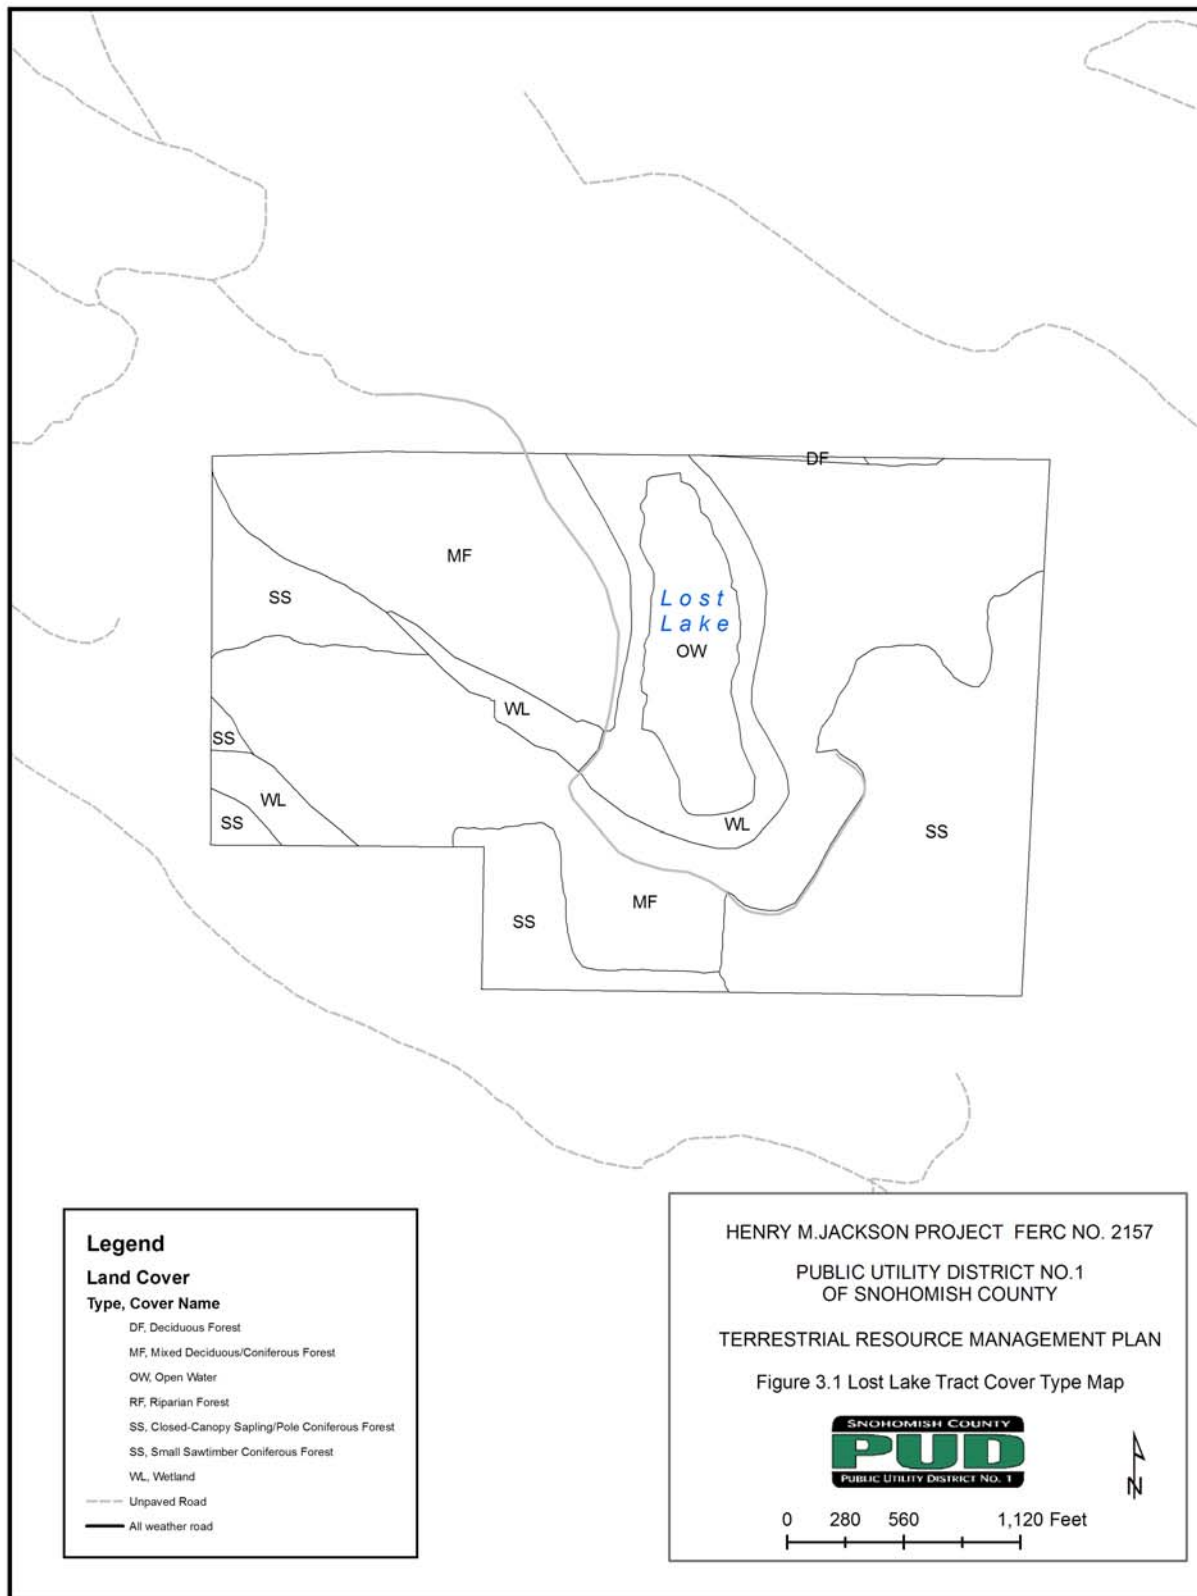 DF
MF
SS
Lost
Lake
OW
WL
SS
WL
SS
WL
SS
MF
SS
Legend
Land Cover
Type, Cover Name
DF, Deciduous Forest
MF, Mixed Deciduous/Coniferous Forest
OW, Open Water
RF, Riparian Forest
SS, Closed-Canopy Sapling/Pole Coniferous Forest
SS, Small Sawtimber Coniferous Forest
WL, Wetland
Unpaved Road
All weather road
HENRY M.JACKSON PROJECT FERC NO. 2157
PUBLIC UTILITY DISTRICT NO.1
OF SNOHOMISH COUNTY
TERRESTRIAL RESOURCE MANAGEMENT PLAN
Figure 3.1 Lost Lake Tract Cover Type Map
SNOHOMISH COUNTY
PUD
PUBLIC UTILITY DISTRICT NO. 1
N
0 280 560 1,120 Feet